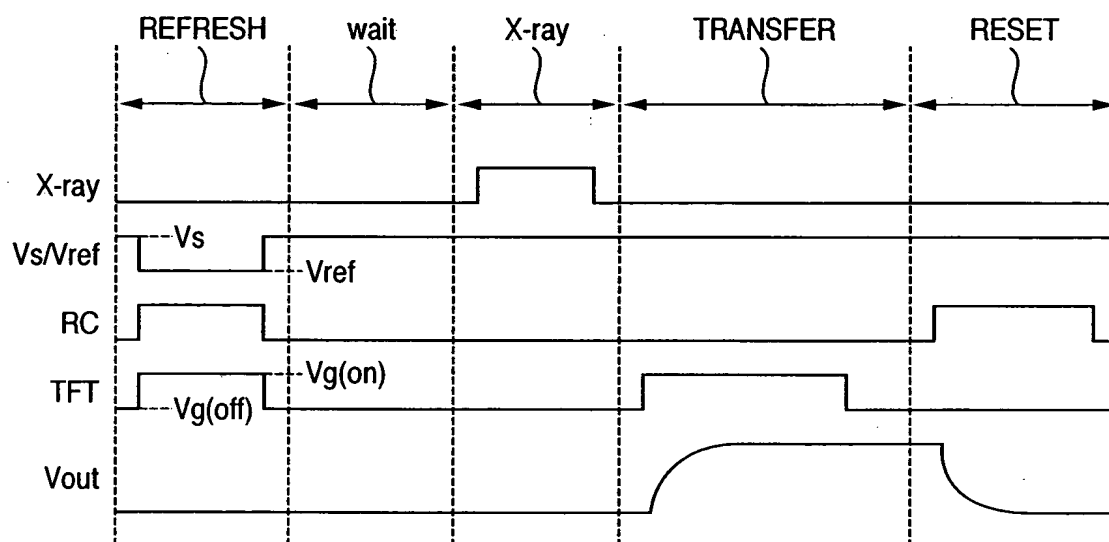 REFRESH wait X-ray TRANSFER RESET
X-ray
Vs/Vref
Vs
Vref
RC
TFT
Vg(on)
Vg(off)
Vout